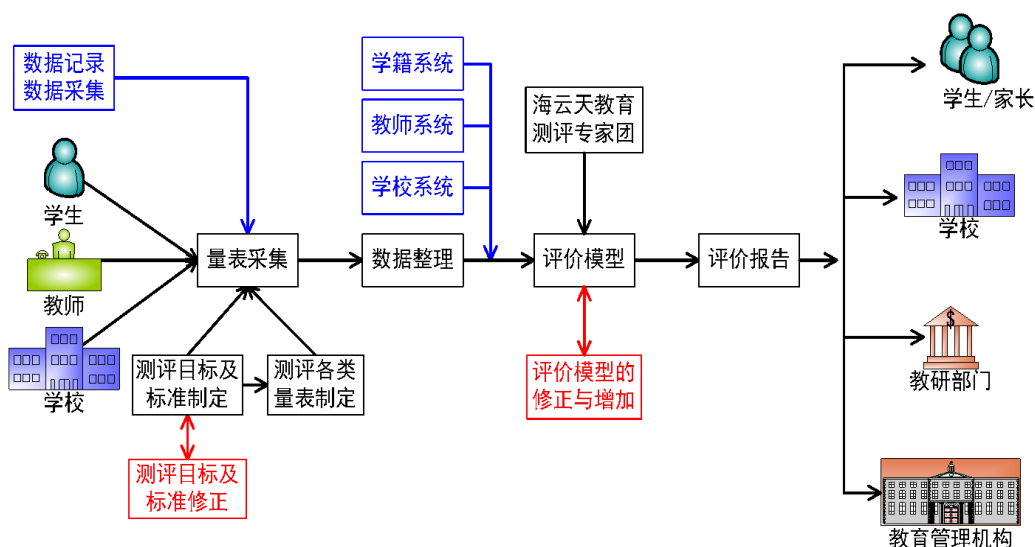 数据记录
数据采集
学籍系统
教师系统
学校系统
海云天教育
测评专家团
学生/家长
学生
教师
学校
量表采集
数据整理
评价模型
评价报告
学校
测评目标及
标准制定
测评各类
量表制定
评价模型的
修正与增加
$
教研部门
测评目标及
标准修正
教育管理机构